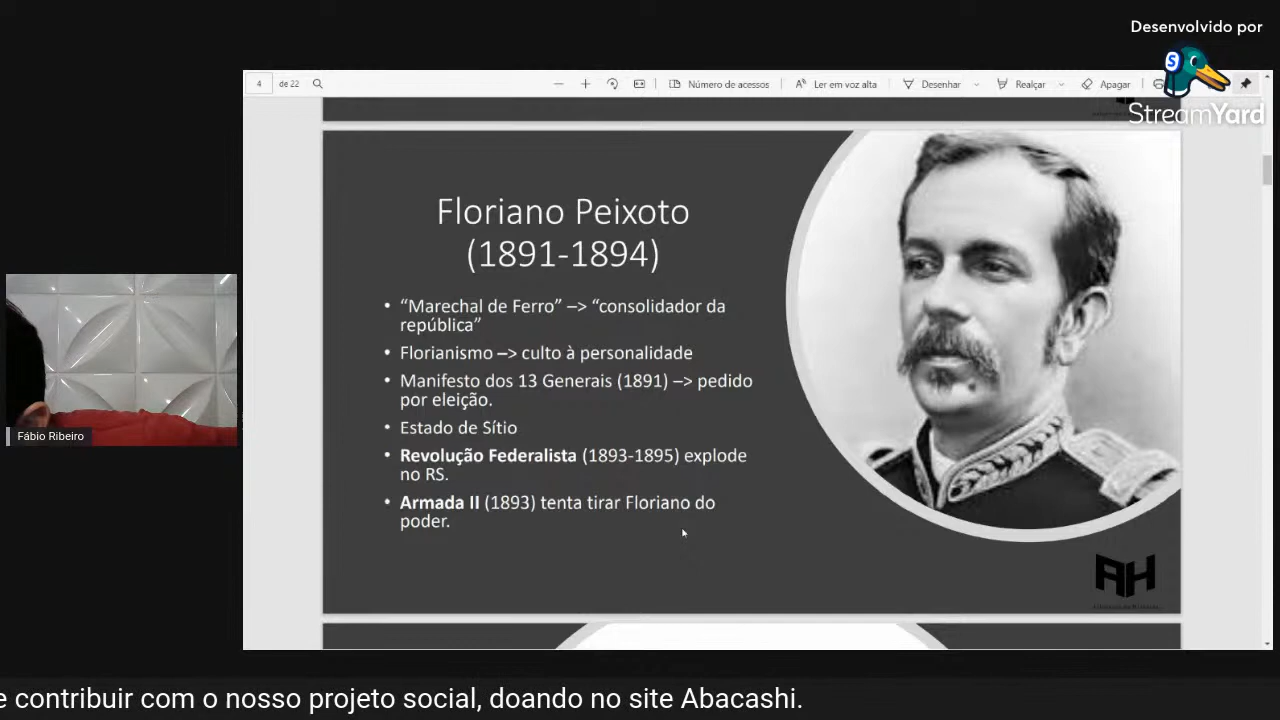 Desenvolvido por
StreamYard
4 de 22 Número de acessos Ler em voz alta Desenhar Realçar Apagar
Floriano Peixoto
(1891-1894)
• “Marechal de Ferro” –> “consolidador da
república”
• Florianismo –> culto à personalidade
• Manifesto dos 13 Generais (1891) –> pedido
por eleição.
• Estado de Sítio
• Revolução Federalista (1893-1895) explode
no RS.
• Armada II (1893) tenta tirar Floriano do
poder.
AH
Fábio Ribeiro
e contribuir com o nosso projeto social, doando no site Abacashi.